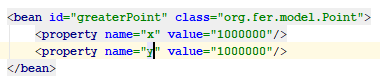 <bean id="greaterPoint" class="org.fer.model.Point">
<property name="x" value="1000000"/>
<property name="y" value="1000000"/>
</bean>